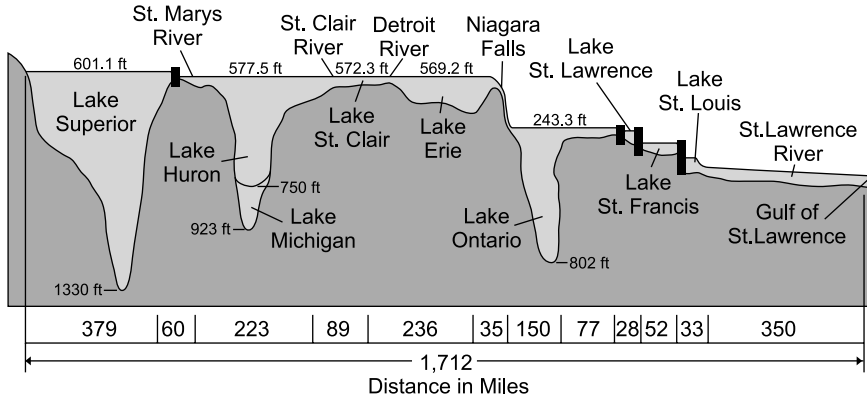 St. Marys
River
St. Clair
River
Detroit
River
Niagara
Falls
Lake
St. Lawrence
Lake
St. Louis
St.Lawrence
River
601.1 ft
577.5 ft
572.3 ft
569.2 ft
243.3 ft
Lake
Superior
Lake
Huron
Lake
St. Clair
Lake
Erie
750 ft
Lake
Michigan
923 ft
Lake
Ontario
Lake
St. Francis
Gulf of
St.Lawrence
802 ft
1330 ft
379 60 223 89 236 35 150 77 28 52 33 350
1,712
Distance in Miles